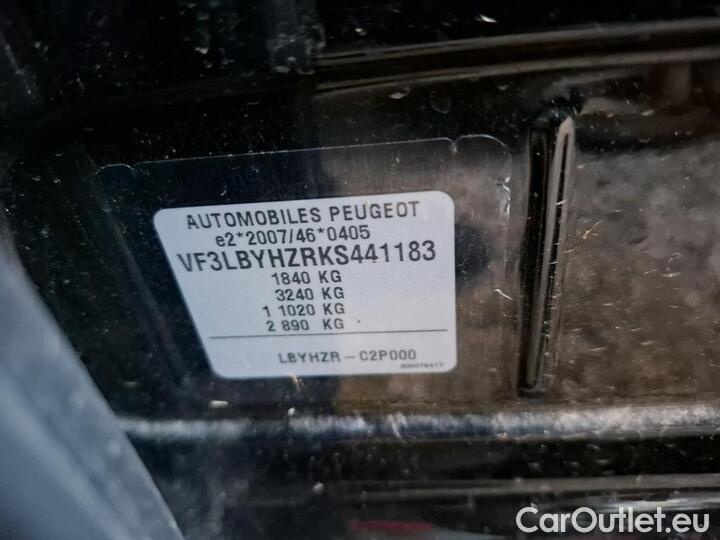 AUTOMOBILES PEUGEOT
e2*2007/46*0405
VF3LBYHZRKS441183
1840 KG
3240 KG
1 1020 KG
2 890 KG
LBYHZR - C2P000
CarOutlet.eu.